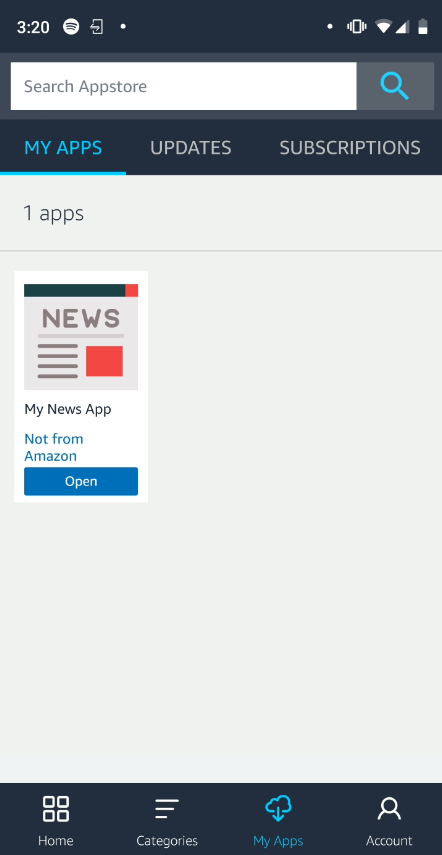 3:20
Search Appstore
MY APPS UPDATES SUBSCRIPTIONS
1 apps
NEWS
My News App
Not from
Amazon
Open
Home Categories My Apps Account